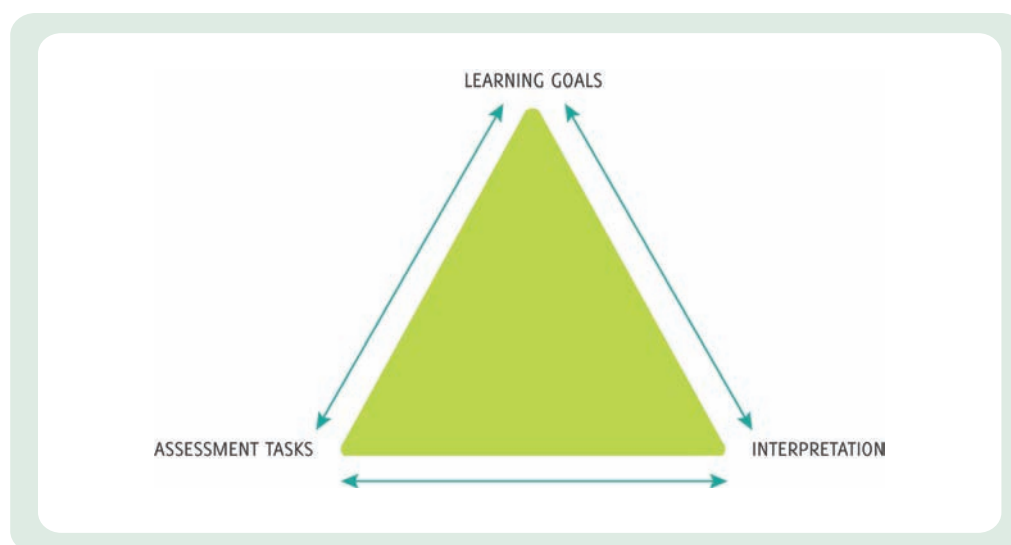 LEARNING GOALS
ASSESSMENT TASKS
INTERPRETATION